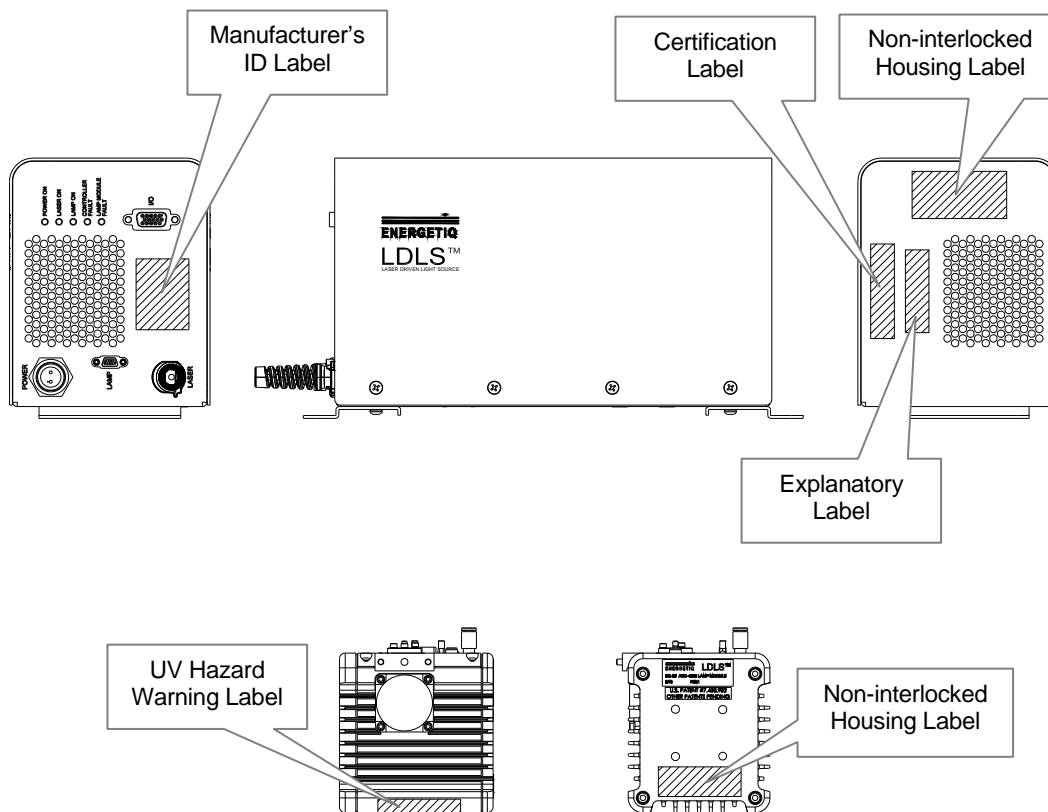 Manufacturer's
ID Label
Certification
Label
Non-interlocked
Housing Label
POWER ON
LASER ON
LAMP ON
CONTROLLER
FAULT
LAMP MODULE
FAULT
I/O
POWER
LAMP
LASER
ENERGETIQ
LDLS™
LASER DRIVEN LIGHT SOURCE
Explanatory
Label
UV Hazard
Warning Label
ENERGETIQ LDLS™
LAMP MODULE
U.S. PATENT
OTHER PATENTS PENDING
Non-interlocked
Housing Label